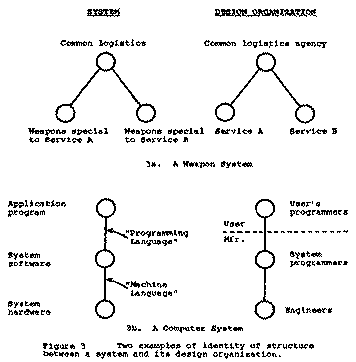 SYSTEM
DESIGN ORGANIZATION
Common logistics
Common logistics agency
Weapons special to Service A
Weapons special to Service B
Service A
Service B
3a. A Weapon System
Application program
User's programmers
"Programming Language"
User
Mfr.
System software
System programmers
"Machine Language"
System hardware
Engineers
3b. A Computer System
Figure 3 Two examples of identity of structure
between a system and its design organization.